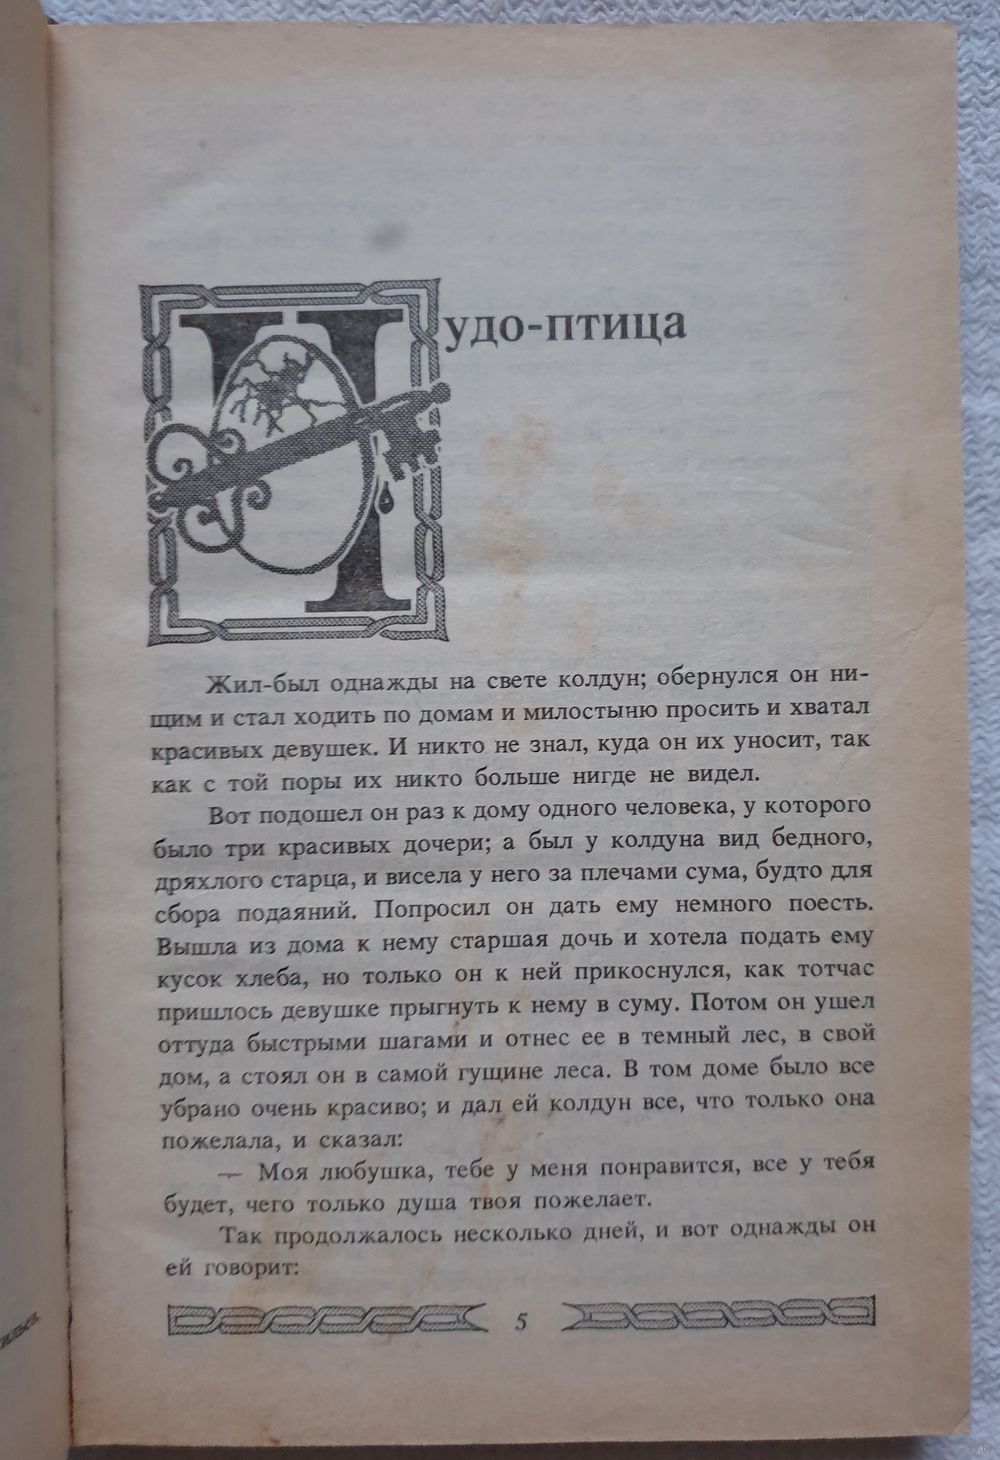 Чудо-птица
Жил-был однажды на свете колдун; обернулся он ни-
щим и стал ходить по домам и милостыню просить и хватал
красивых девушек. И никто не знал, куда он их уносит, так
как с той поры их никто больше нигде не видел.
Вот подошел он раз к дому одного человека, у которого
было три красивых дочери; а был у колдуна вид бедного,
дряхлого старца, и висела у него за плечами сума, будто для
сбора подаяний. Попросил он дать ему немного поесть.
Вышла из дома к нему старшая дочь и хотела подать ему
кусок хлеба, но только он к ней прикоснулся, как тотчас
пришлось девушке прыгнуть к нему в суму. Потом он ушел
оттуда быстрыми шагами и отнес ее в темный лес, в свой
дом, а стоял он в самой гущине леса. В том доме было все
убрано очень красиво; и дал ей колдун все, что только она
пожелала, и сказал:
— Моя любушка, тебе у меня понравится, все у тебя
будет, чего только душа твоя пожелает.
Так продолжалось несколько дней, и вот однажды он
ей говорит:
5